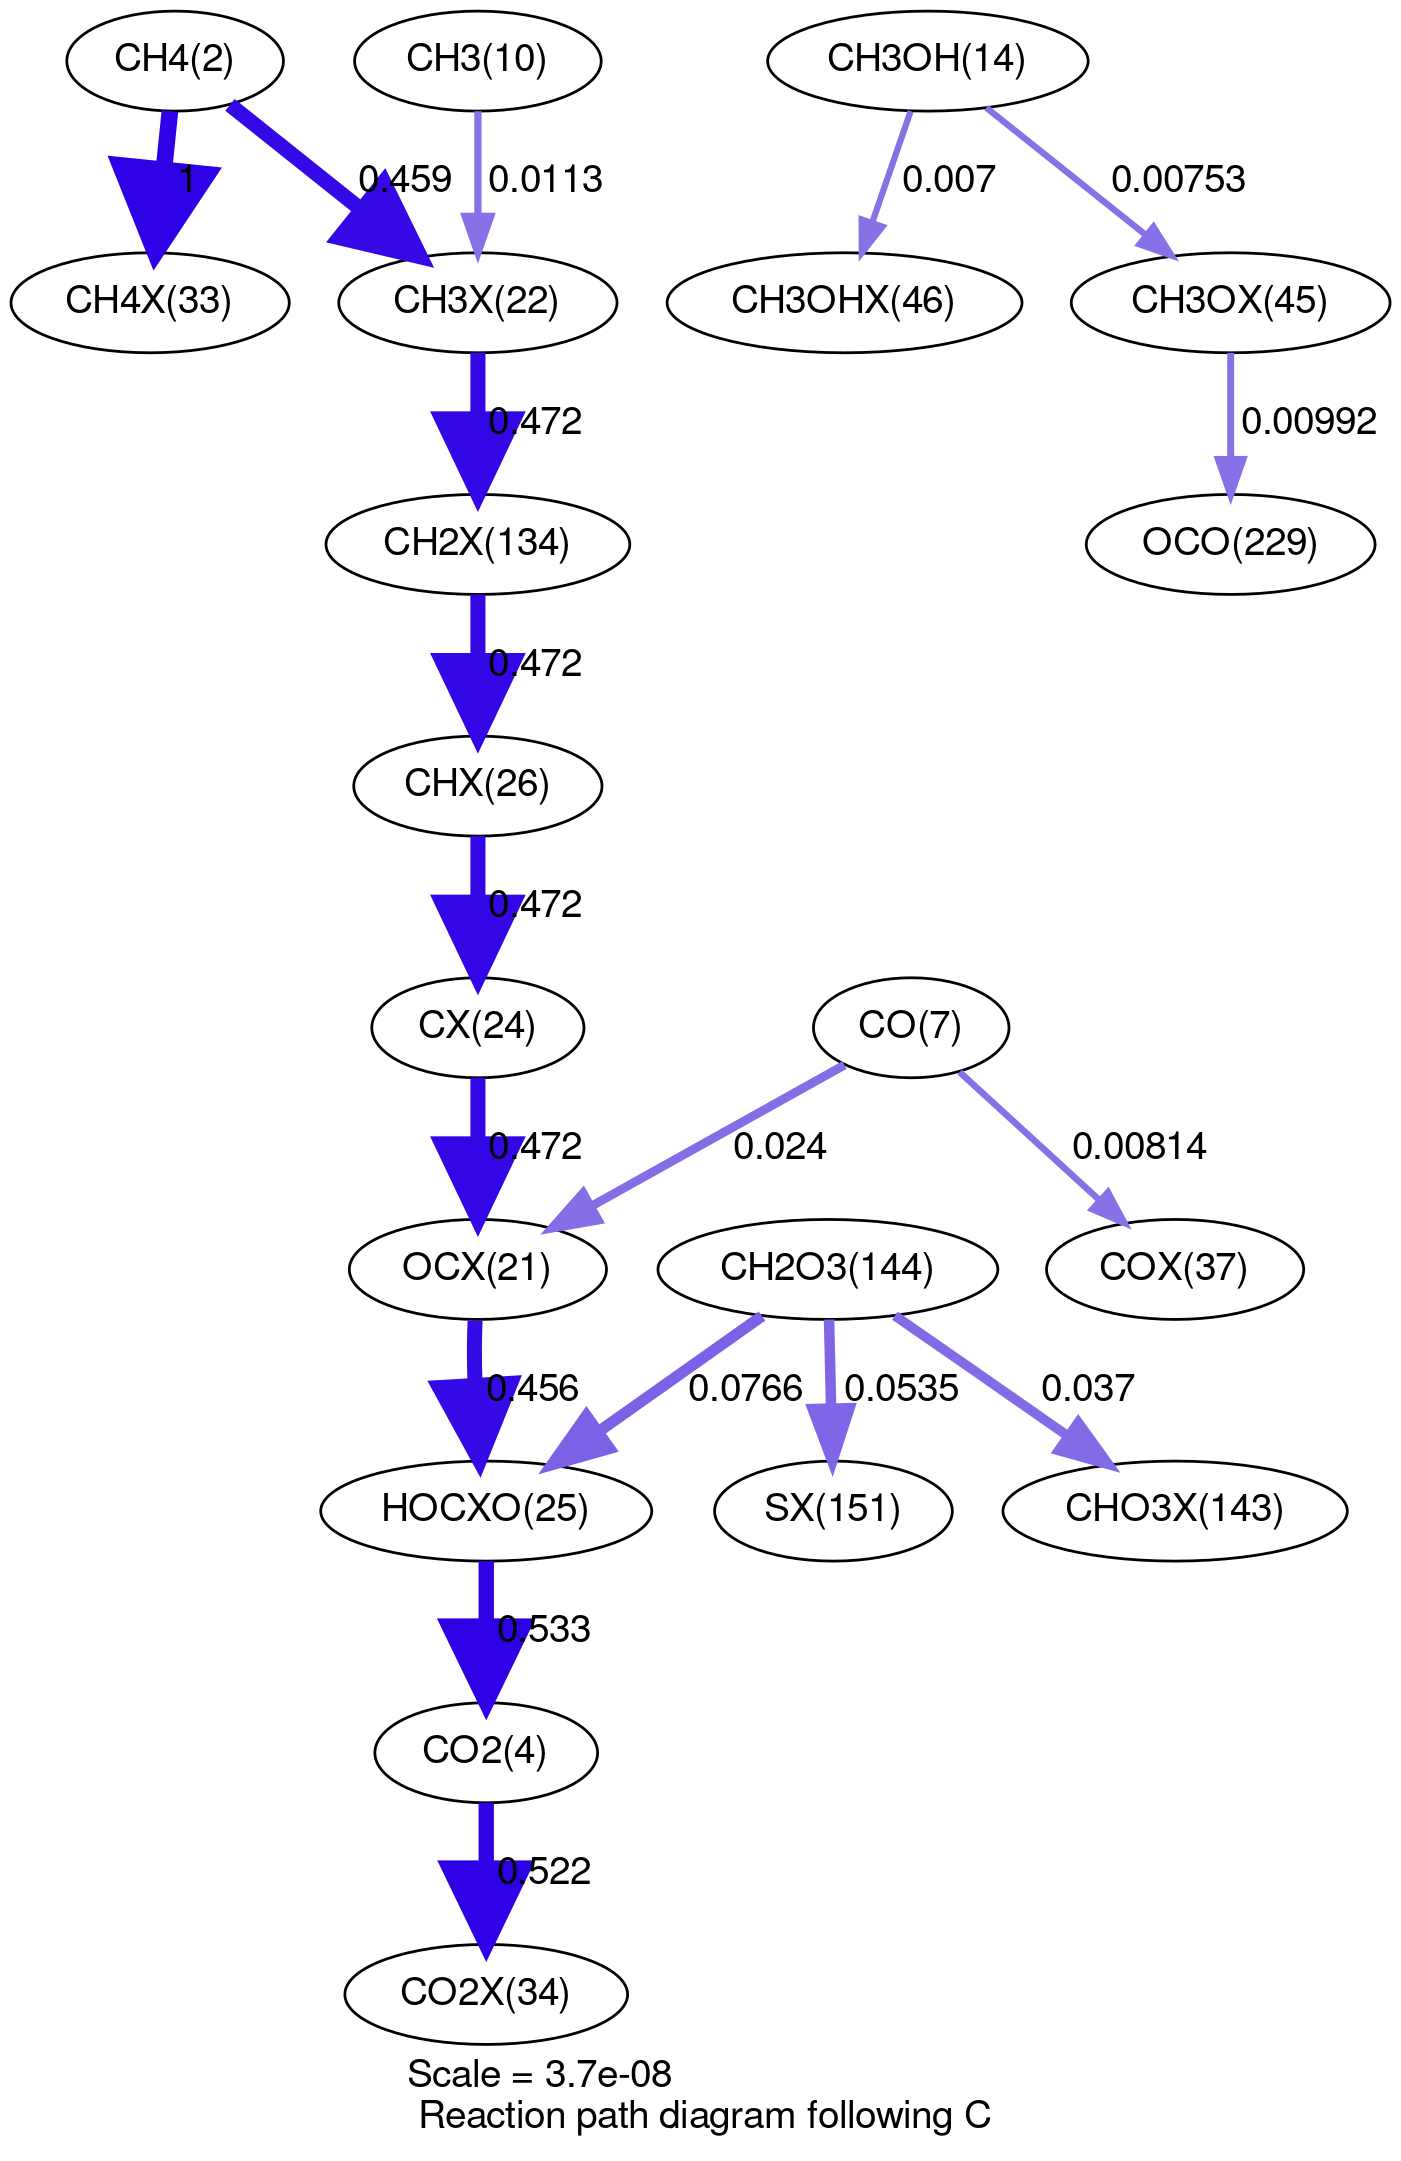 CH4(2)
CH3(10)
CH3OH(14)
1
0.459
0.0113
0.007
0.00753
CH4X(33)
CH3X(22)
CH3OHX(46)
CH3OX(45)
0.472
0.00992
CH2X(134)
OCO(229)
0.472
CHX(26)
0.472
CX(24)
CO(7)
0.472
0.024
0.00814
OCX(21)
CH2O3(144)
COX(37)
0.456
0.0766
0.0535
0.037
HOCXO(25)
SX(151)
CHO3X(143)
0.533
CO2(4)
0.522
CO2X(34)
Scale = 3.7e-08
Reaction path diagram following C